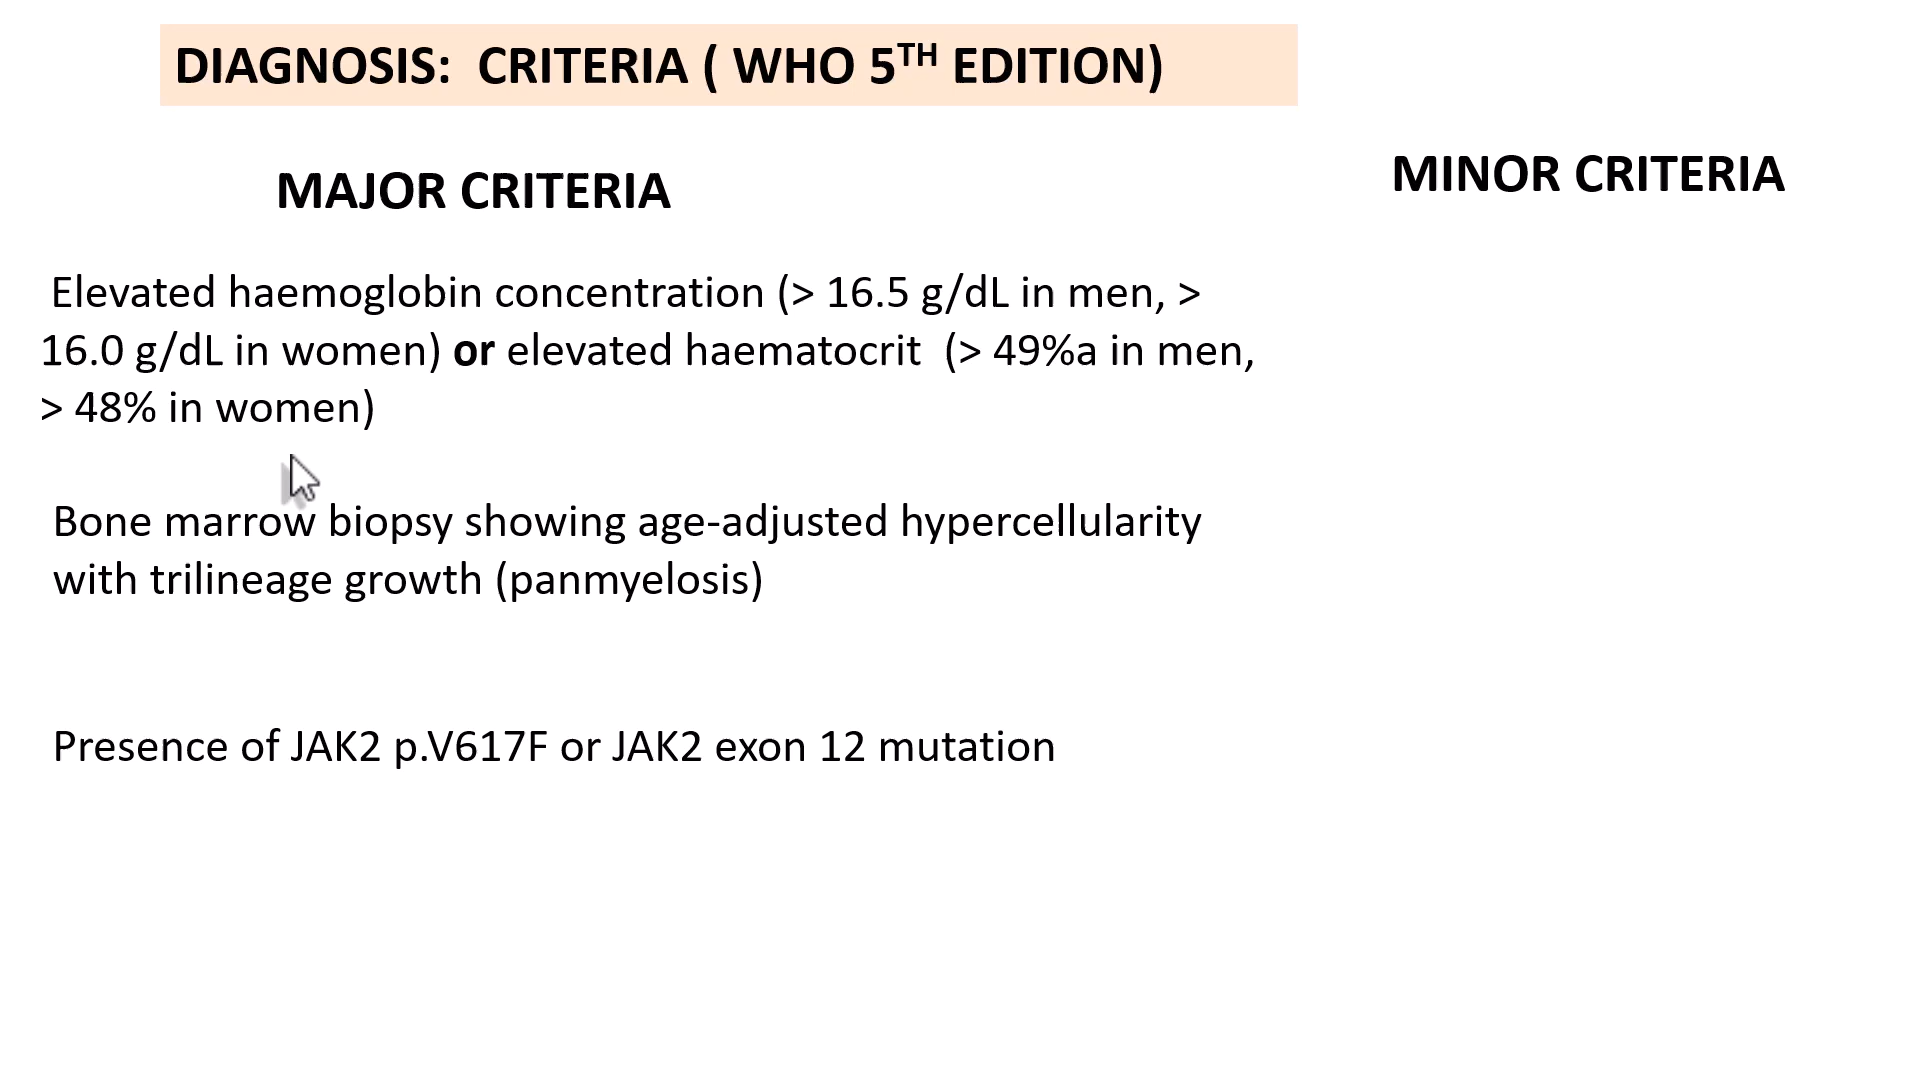 DIAGNOSIS: CRITERIA ( WHO 5TH EDITION)
MAJOR CRITERIA
Elevated haemoglobin concentration (> 16.5 g/dL in men, >
16.0 g/dL in women) or elevated haematocrit (> 49%a in men,
> 48% in women)
Bone marrow biopsy showing age-adjusted hypercellularity
with trilineage growth (panmyelosis)
Presence of JAK2 p.V617F or JAK2 exon 12 mutation
MINOR CRITERIA